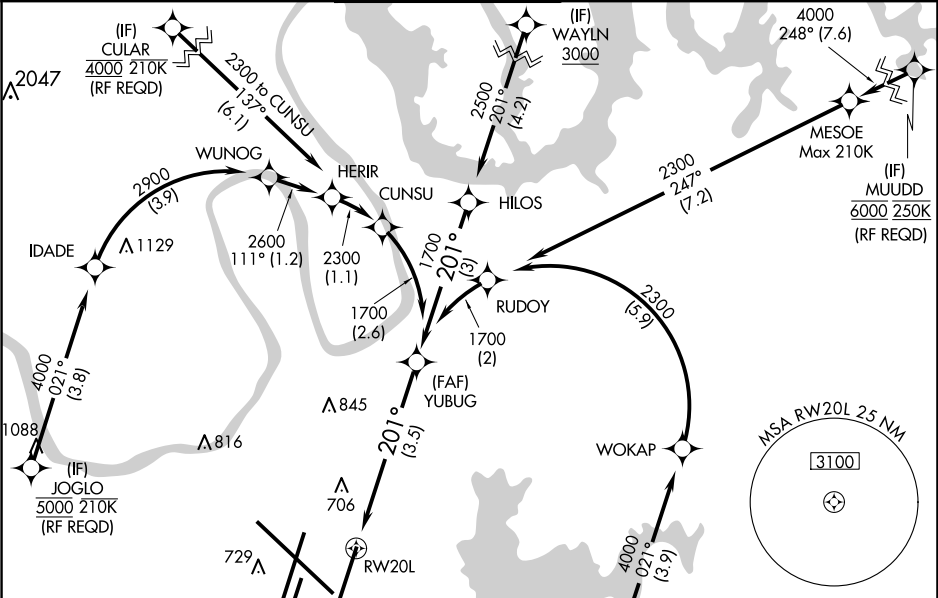 (IF)
CULAR
4000 210K
(RF REQD)
2047
2300 to CUNSU
137°
(6.1)
(IF)
WAYLN
3000
2500
201°
(4.2)
4000
248° (7.6)
MESOE
Max 210K
(IF)
MUUDD
6000 250K
(RF REQD)
2300
247°
(7.2)
WUNOG
HERIR
CUNSU
HILOS
2900
(3.9)
IDADE
1129
2600
111° (1.2)
2300
(1.1)
1700
201°
(3)
RUDOY
1700
(2.6)
1700
(2)
2300
(5.9)
4000
021°
(3.8)
(FAF)
YUBUG
845
201°
(3.5)
1088
816
(IF)
JOGLO
5000 210K
(RF REQD)
WOKAP
MSA RW20L 25 NM
3100
706
729
RW20L
4000
021°
(3.9)